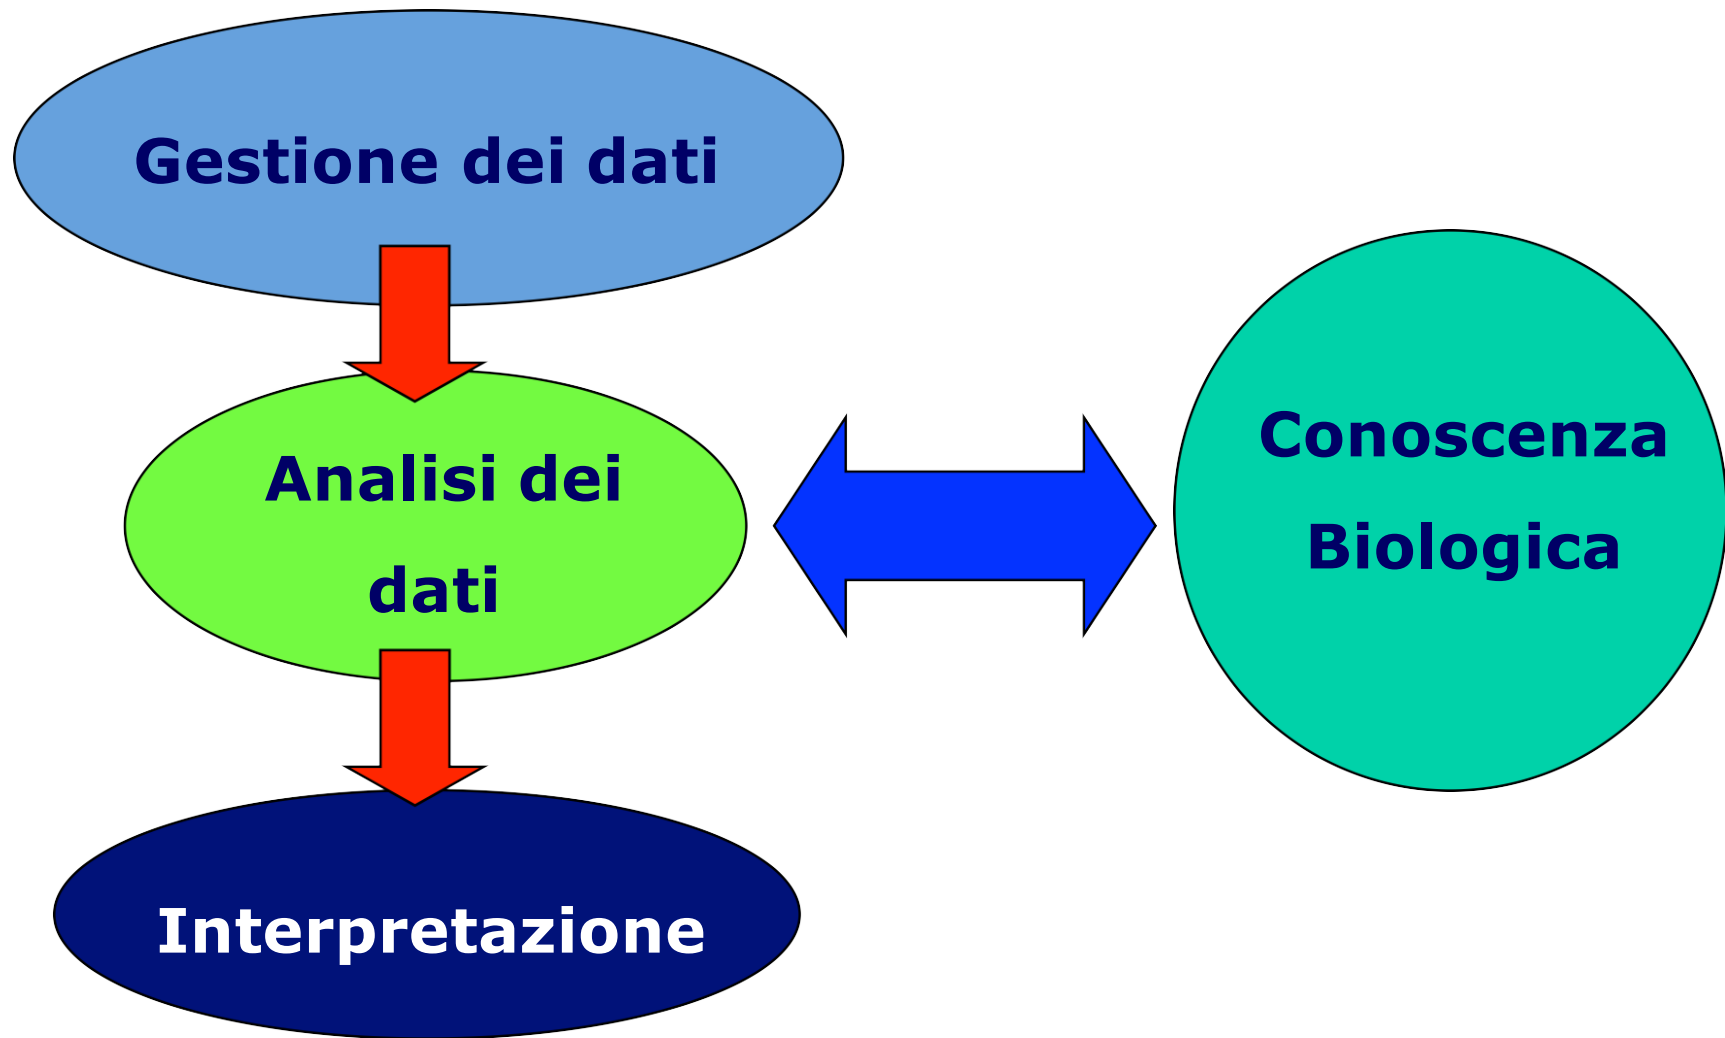 Gestione dei dati
Analisi dei
dati
Conoscenza
Biologica
Interpretazione